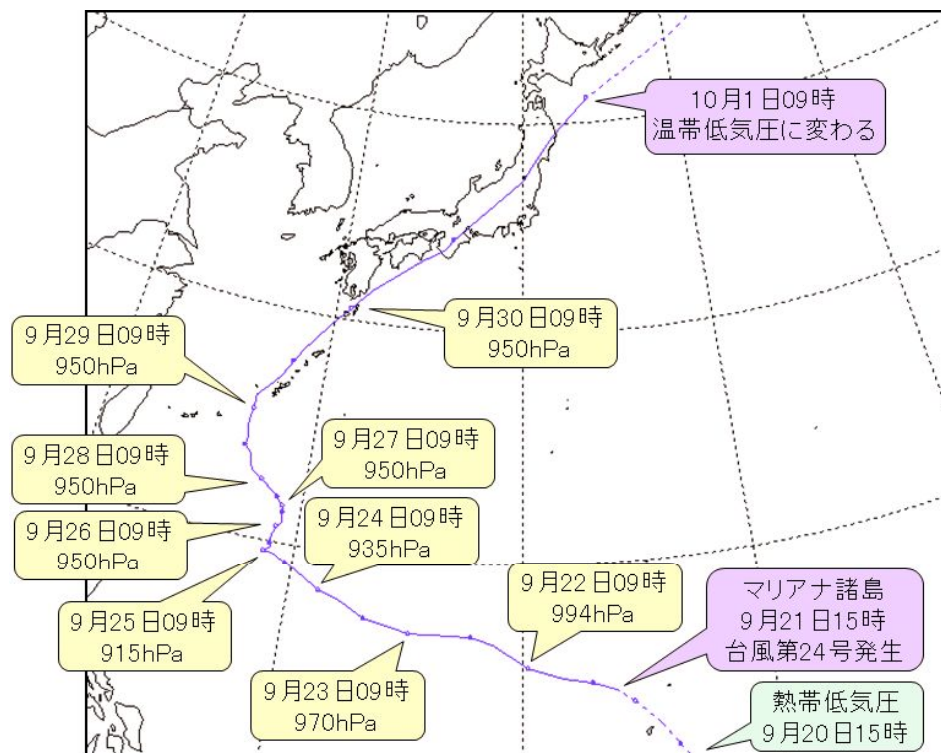 10月1日09時
温帯低気圧に変わる
9月30日09時
950hPa
9月29日09時
950hPa
9月27日09時
950hPa
9月28日09時
950hPa
9月24日09時
935hPa
9月26日09時
950hPa
9月22日09時
994hPa
マリアナ諸島
9月21日15時
台風第24号発生
9月25日09時
915hPa
9月23日09時
970hPa
熱帯低気圧
9月20日15時